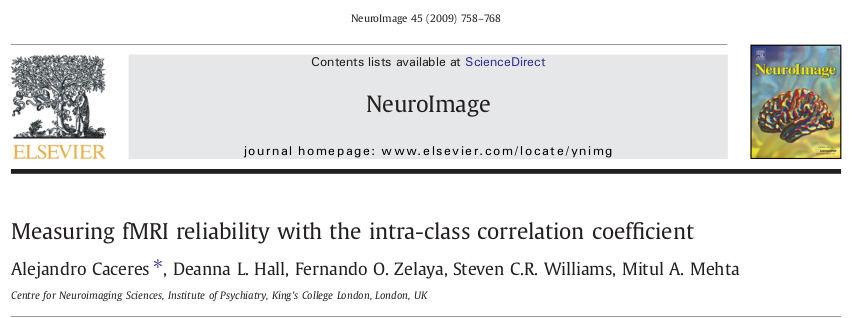 NeuroImage 45 (2009) 758–768
Contents lists available at ScienceDirect
NeuroImage
journal homepage: www.elsevier.com/locate/ynimg
ELSEVIER
NeuroImage
Measuring fMRI reliability with the intra-class correlation coefficient
Alejandro Caceres *, Deanna L. Hall, Fernando O. Zelaya, Steven C.R. Williams, Mitul A. Mehta
Centre for Neuroimaging Sciences, Institute of Psychiatry, King's College London, London, UK